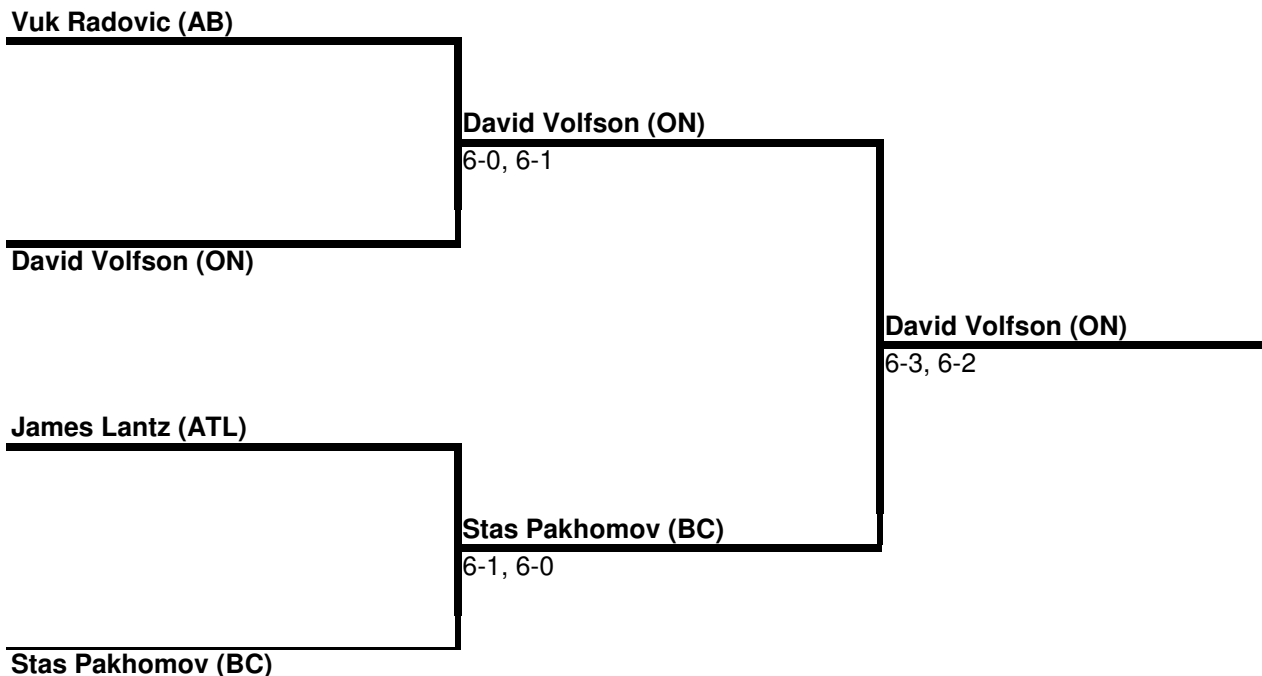 Vuk Radovic (AB)
David Volfson (ON)
6-0, 6-1
David Volfson (ON)
David Volfson (ON)
6-3, 6-2
James Lantz (ATL)
Stas Pakhomov (BC)
6-1, 6-0
Stas Pakhomov (BC)